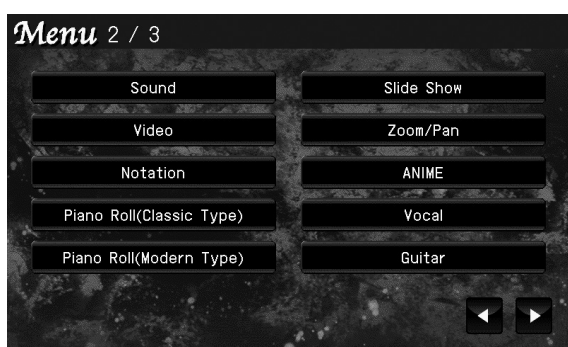 Menu 2 / 3
Sound
Slide Show
Video
Zoom/Pan
Notation
ANIME
Piano Roll(Classic Type)
Vocal
Piano Roll(Modern Type)
Guitar